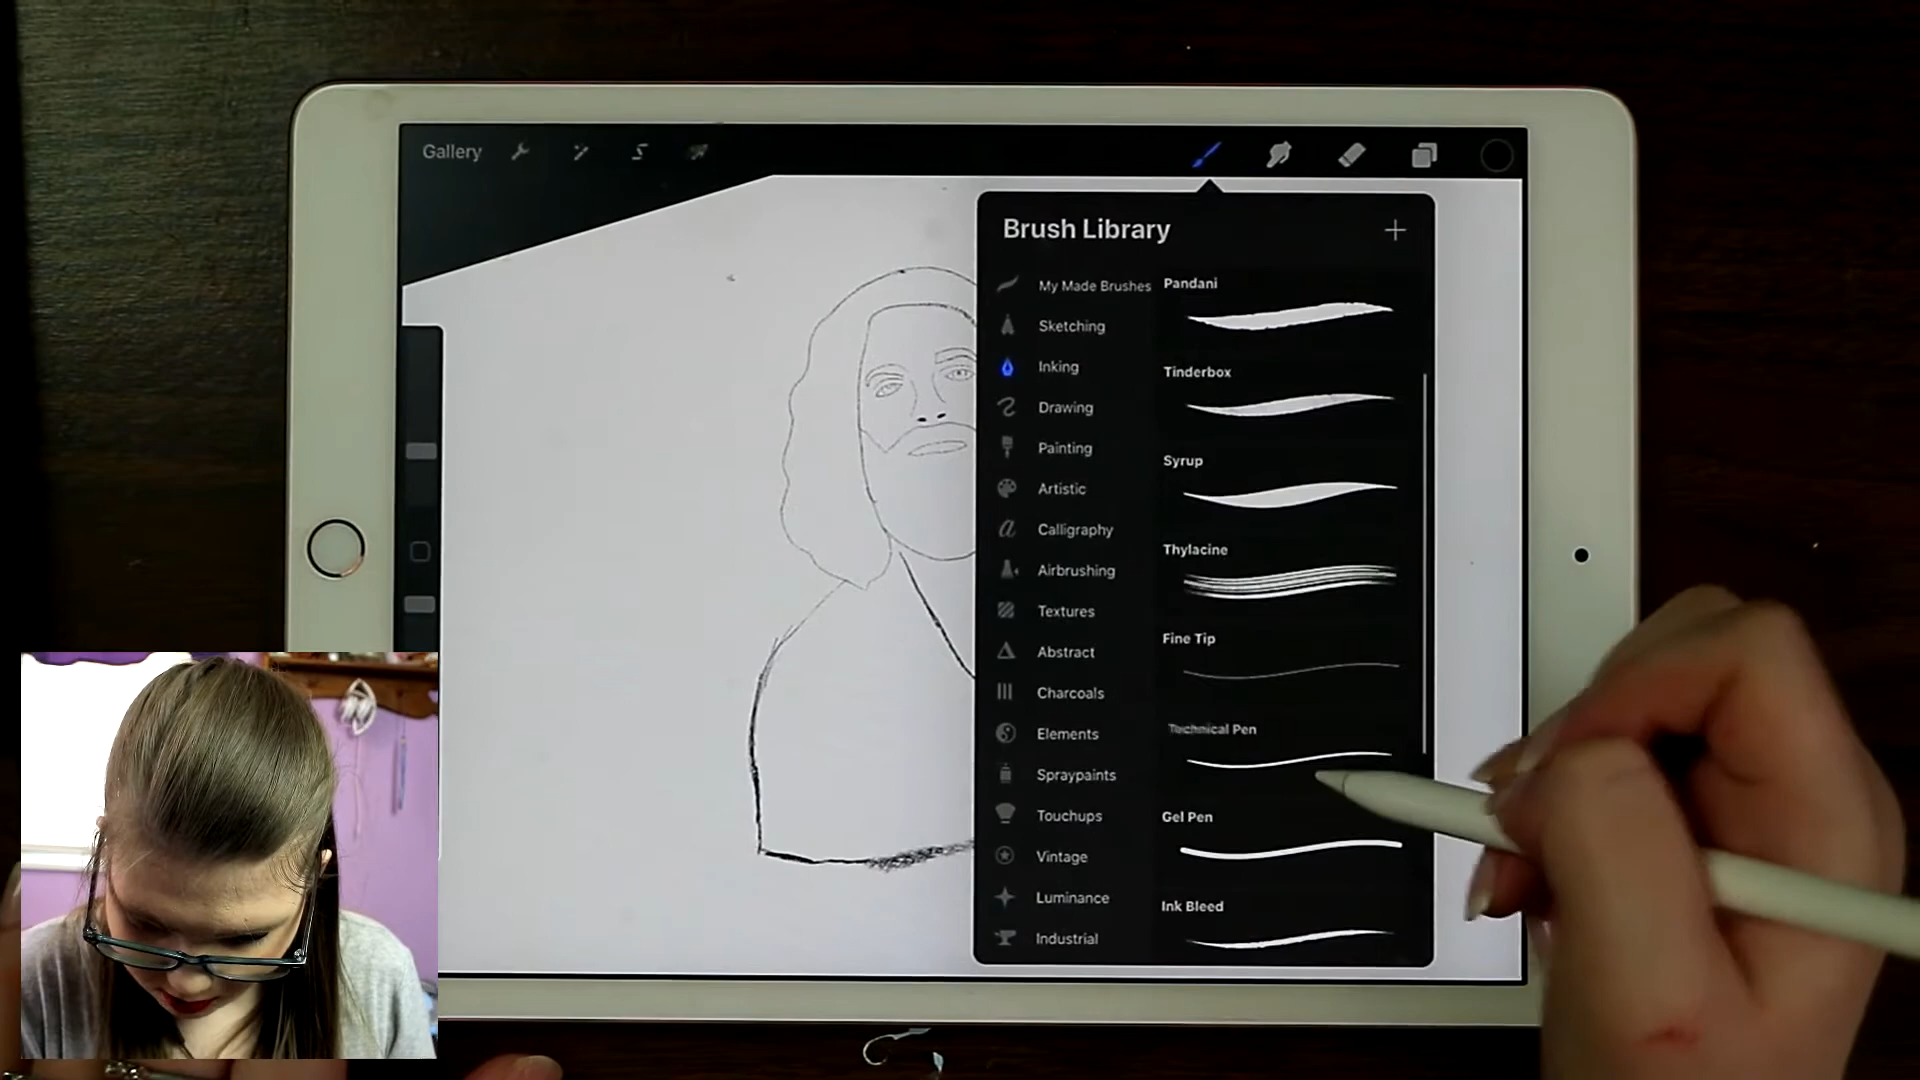 Gallery
Brush Library
My Made Brushes
Sketching
Inking
Drawing
Painting
Artistic
Calligraphy
Airbrushing
Textures
Abstract
Charcoals
Elements
Spraypaints
Touchups
Vintage
Luminance
Industrial
Pandani
Tinderbox
Syrup
Thylacine
Fine Tip
Technical Pen
Gel Pen
Ink Bleed